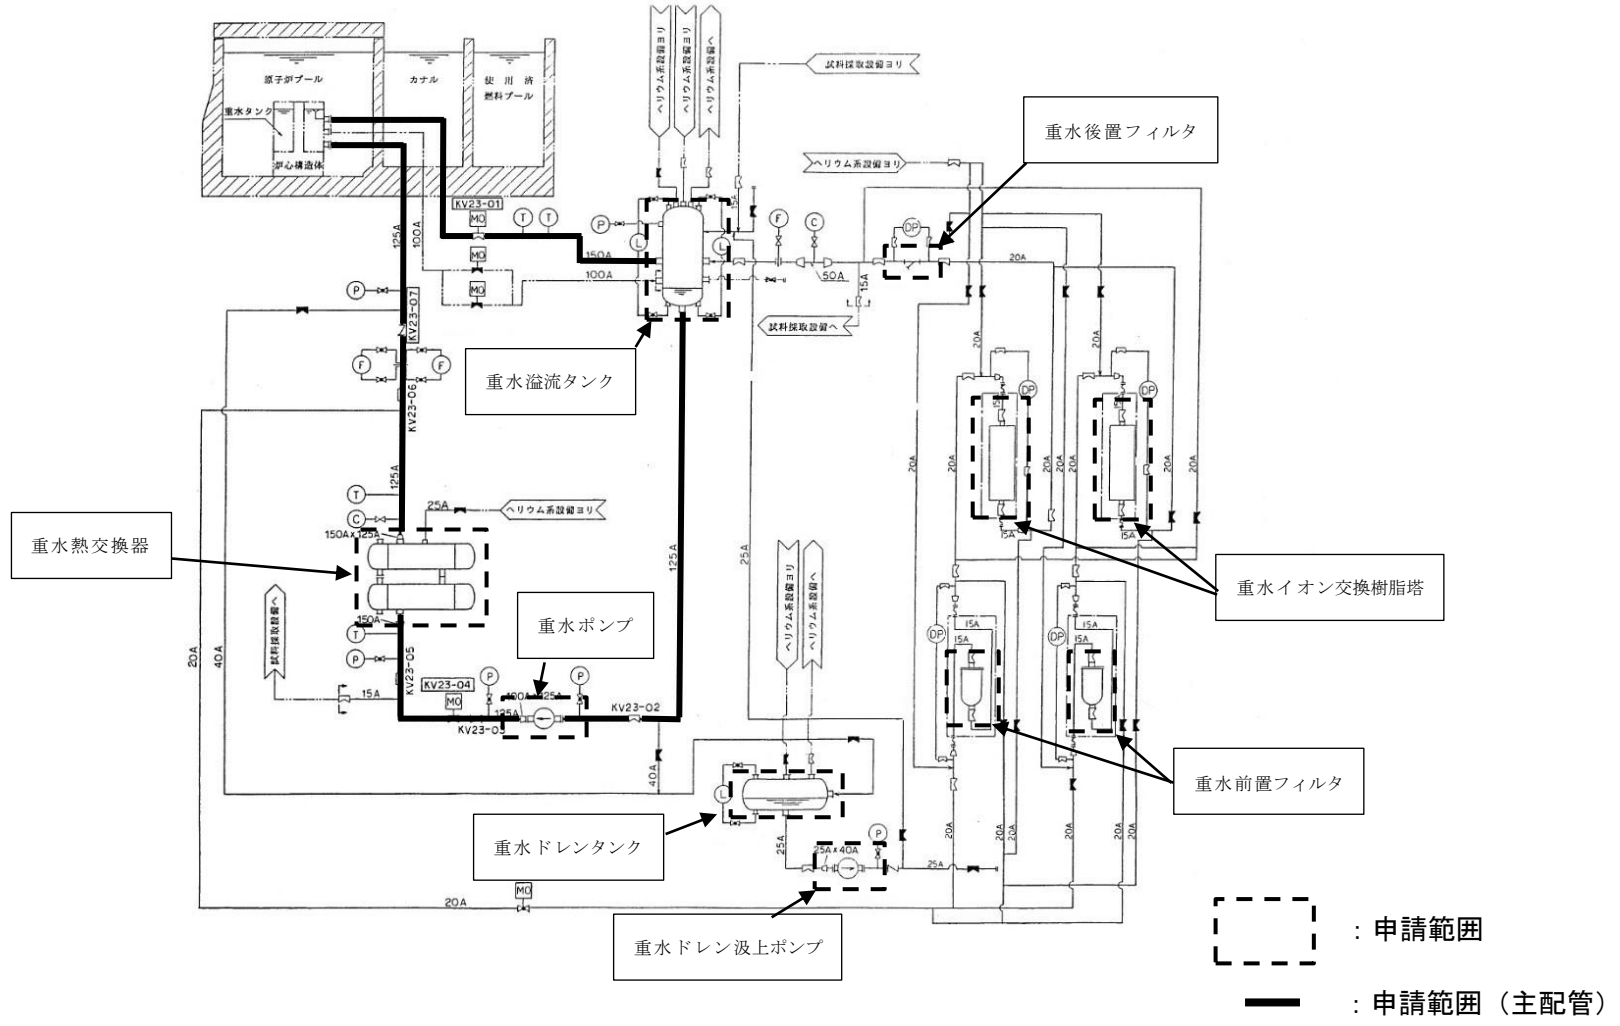 ヘリウム系設備ヨリ
ヘリウム系設備ヨリ
ヘリウム系設備へ
試料採取設備ヨリ
原子炉プール
カナル
使用済
燃料プール
重水タンク
炉心構造体
重水後置フィルタ
ヘリウム系設備ヨリ
KV23-01
MO
T
T
P
15A
F
C
DP
125A
100A
MO
L
L
150A
100A
50A
15A
20A
P
MO
KV23-07
試料採取設備へ
F
F
重水溢流タンク
20A
20A
KV23-06
DP
DP
15A
15A
125A
20A
20A
20A
20A
20A
20A
20A
T
25A
ヘリウム系設備ヨリ
C
150A×125A
15A
15A
重水熱交換器
125A
25A
ヘリウム系設備ヨリ
ヘリウム系設備へ
重水イオン交換樹脂塔
試料採取設備へ
150A
重水ポンプ
T
DP
DP
15A
15A
15A
15A
20A
40A
P
KV23-05
KV23-04
P
P
15A
MO
100A×125A
125A
KV23-02
KV23-03
重水前置フィルタ
40A
L
重水ドレンタンク
25A
P
25A×40A
25A
20A
20A
20A
20A
20A
20A
MO
20A
重水ドレン汲上ポンプ
：申請範囲
：申請範囲（主配管）